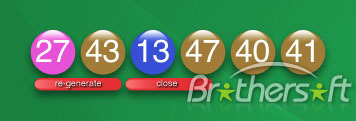 27 43 13 47 40 41
re-generate close
Brothersoft